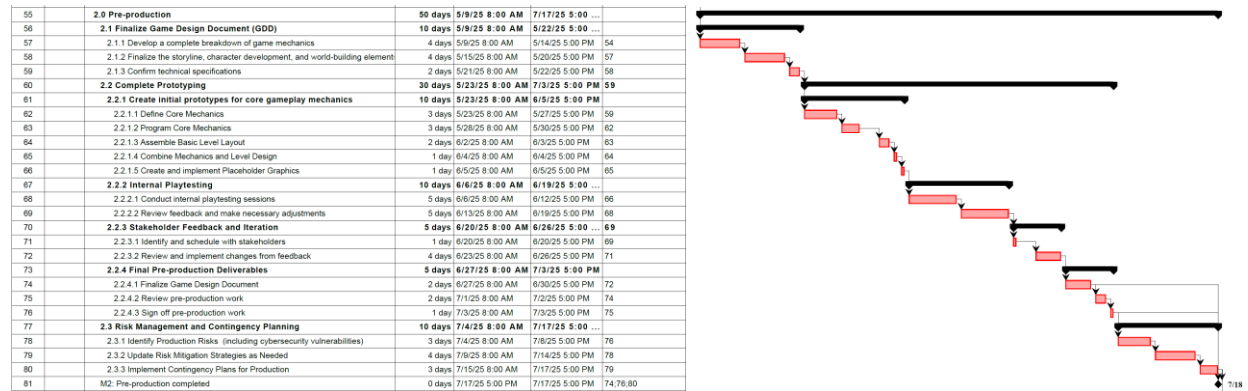 55 2.0 Pre-production 50 days 5/9/25 8:00 AM 7/17/25 5:00 ...
56 2.1 Finalize Game Design Document (GDD) 10 days 5/9/25 8:00 AM 5/22/25 5:00 ...
57 2.1.1 Develop a complete breakdown of game mechanics 4 days 5/9/25 8:00 AM 5/14/25 5:00 PM 54
58 2.1.2 Finalize the storyline, character development, and world-building element 4 days 5/15/25 8:00 AM 5/20/25 5:00 PM 57
59 2.1.3 Confirm technical specifications 2 days 5/21/25 8:00 AM 5/22/25 5:00 PM 58
60 2.2 Complete Prototyping 30 days 5/23/25 8:00 AM 7/3/25 5:00 PM 59
61 2.2.1 Create initial prototypes for core gameplay mechanics 10 days 5/23/25 8:00 AM 6/5/25 5:00 PM
62 2.2.1.1 Define Core Mechanics 3 days 5/23/25 8:00 AM 5/27/25 5:00 PM 59
63 2.2.1.2 Program Core Mechanics 3 days 5/28/25 8:00 AM 5/30/25 5:00 PM 62
64 2.2.1.3 Assemble Basic Level Layout 2 days 6/2/25 8:00 AM 6/3/25 5:00 PM 63
65 2.2.1.4 Combine Mechanics and Level Design 1 day 6/4/25 8:00 AM 6/4/25 5:00 PM 64
66 2.2.1.5 Create and implement Placeholder Graphics 1 day 6/5/25 8:00 AM 6/5/25 5:00 PM 65
67 2.2.2 Internal Playtesting 10 days 6/6/25 8:00 AM 6/19/25 5:00 ...
68 2.2.2.1 Conduct internal playtesting sessions 5 days 6/6/25 8:00 AM 6/12/25 5:00 PM 66
69 2.2.2.2 Review feedback and make necessary adjustments 5 days 6/13/25 8:00 AM 6/19/25 5:00 PM 68
70 2.2.3 Stakeholder Feedback and Iteration 5 days 6/20/25 8:00 AM 6/26/25 5:00 ... 69
71 2.2.3.1 Identify and schedule with stakeholders 1 day 6/20/25 8:00 AM 6/20/25 5:00 PM 69
72 2.2.3.2 Review and implement changes from feedback 4 days 6/23/25 8:00 AM 6/26/25 5:00 PM 71
73 2.2.4 Final Pre-production Deliverables 5 days 6/27/25 8:00 AM 7/3/25 5:00 PM
74 2.2.4.1 Finalize Game Design Document 2 days 6/27/25 8:00 AM 6/30/25 5:00 PM 72
75 2.2.4.2 Review pre-production work 2 days 7/1/25 8:00 AM 7/2/25 5:00 PM 74
76 2.2.4.3 Sign off pre-production work 1 day 7/3/25 8:00 AM 7/3/25 5:00 PM 75
77 2.3 Risk Management and Contingency Planning 10 days 7/4/25 8:00 AM 7/17/25 5:00 ...
78 2.3.1 Identify Production Risks (including cybersecurity vulnerabilities) 3 days 7/4/25 8:00 AM 7/8/25 5:00 PM 76
79 2.3.2 Update Risk Mitigation Strategies as Needed 4 days 7/9/25 8:00 AM 7/14/25 5:00 PM 78
80 2.3.3 Implement Contingency Plans for Production 3 days 7/15/25 8:00 AM 7/17/25 5:00 PM 79
81 M2: Pre-production completed 0 days 7/17/25 5:00 PM 7/17/25 5:00 PM 74;76;80
7/18